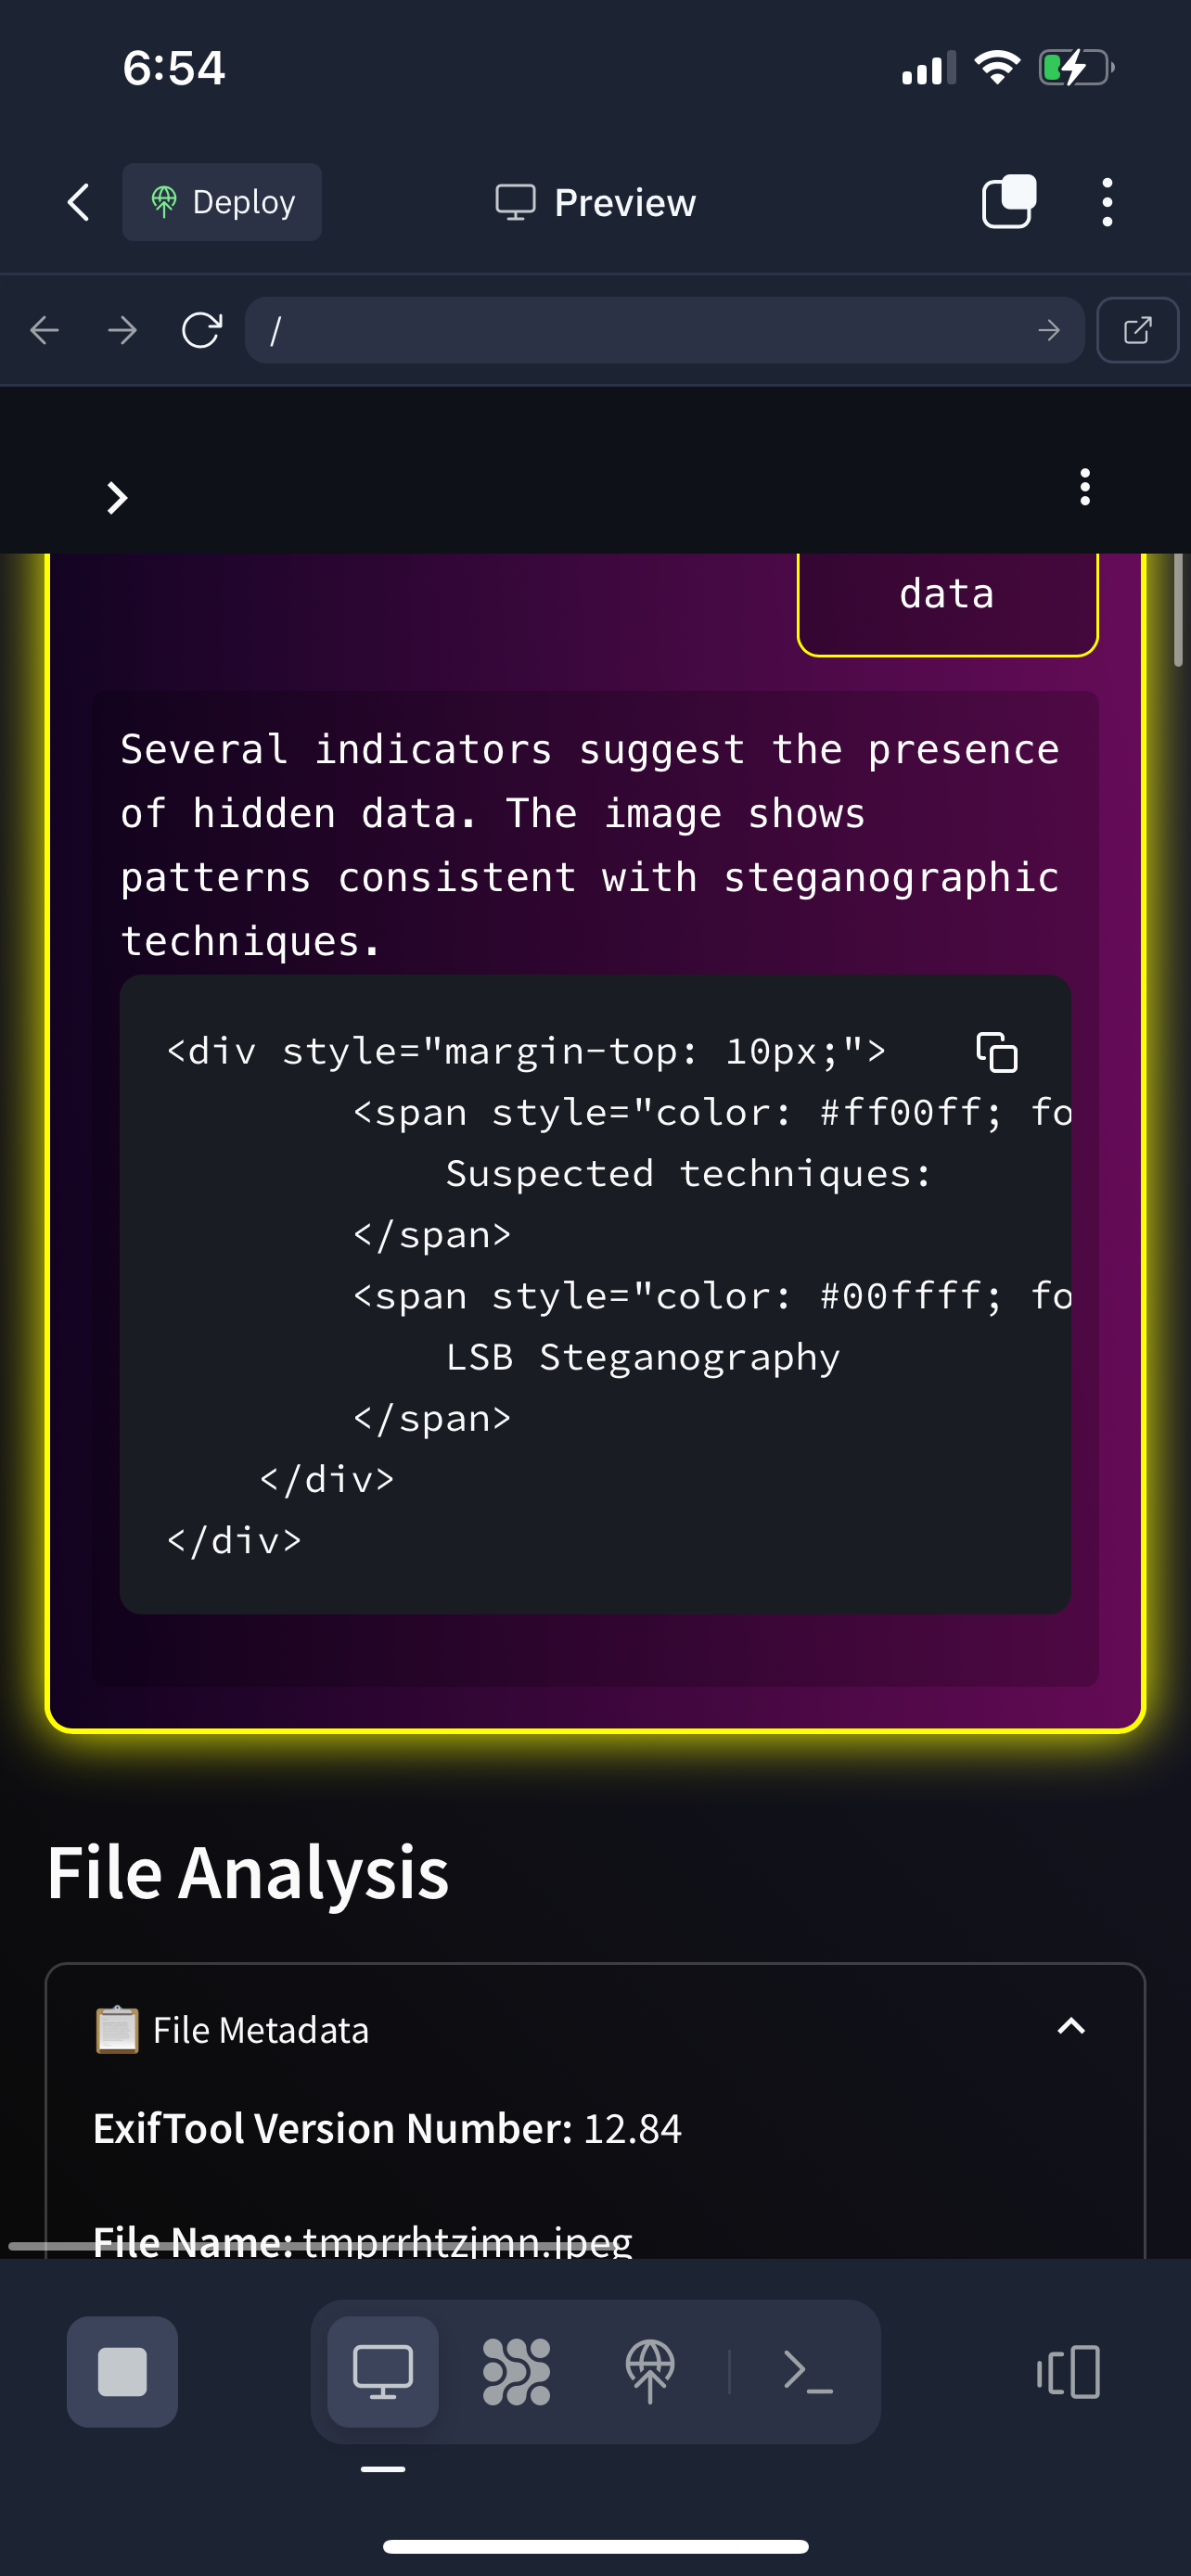 6:54
Deploy
Preview
/
data
Several indicators suggest the presence
of hidden data. The image shows
patterns consistent with steganographic
techniques.
<div style="margin-top: 10px;">
<span style="color: #ff00ff; fo
Suspected techniques:
</span>
<span style="color: #00ffff; fo
LSB Steganography
</span>
</div>
</div>
File Analysis
File Metadata
ExifTool Version Number: 12.84
File Name: tmprrhtzjmn.jpeg